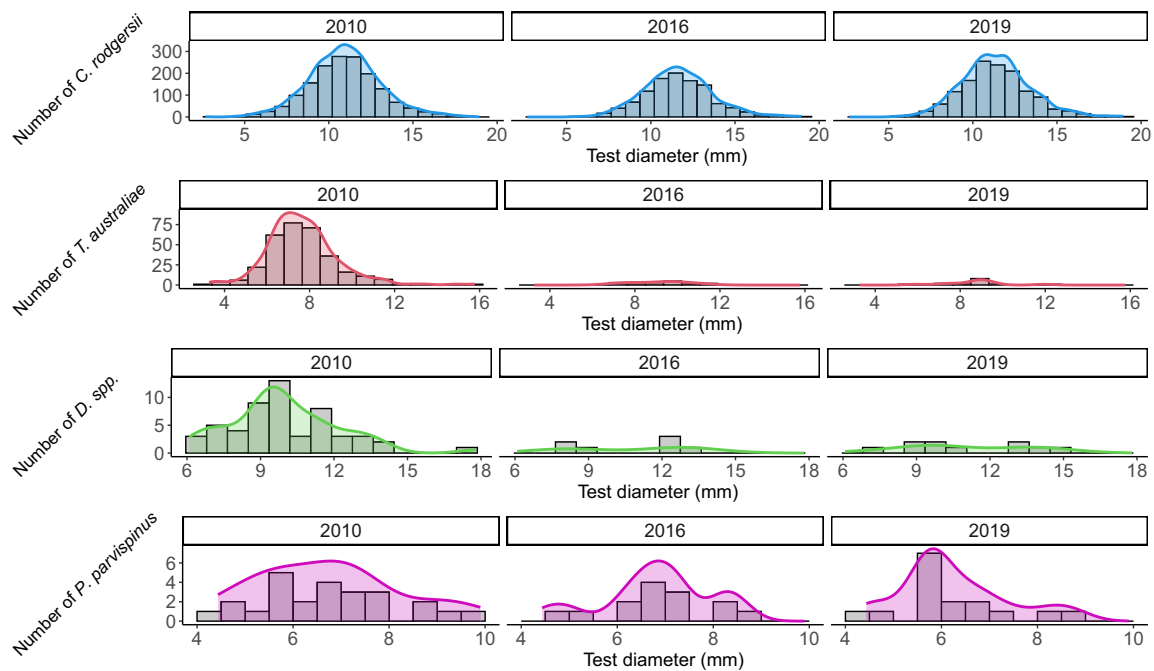 2010 2016 2019
Number of C. rodgersii
300
200
100
0
5 10 15 20 5 10 15 20 5 10 15 20
Test diameter (mm)
2010 2016 2019
Number of T. australiae
75
50
25
0
4 8 12 16 4 8 12 16 4 8 12 16
Test diameter (mm)
2010 2016 2019
Number of D. spp.
10
5
0
6 9 12 15 18 6 9 12 15 18 6 9 12 15 18
Test diameter (mm)
2010 2016 2019
Number of P. parvispinus
6
4
2
0
4 6 8 10 4 6 8 10 4 6 8 10
Test diameter (mm)